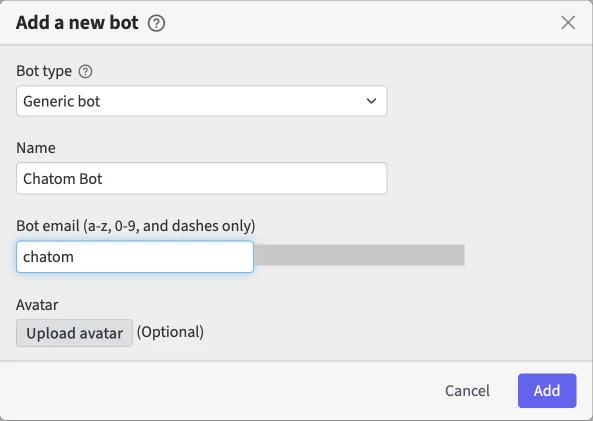 Add a new bot ?
Bot type ?
Generic bot
Name
Chatom Bot
Bot email (a-z, 0-9, and dashes only)
chatom
Avatar
Upload avatar (Optional)
Cancel Add